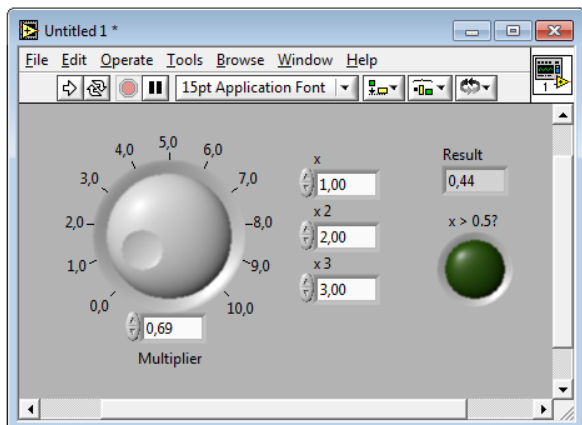 Untitled 1 *
File Edit Operate Tools Browse Window Help
15pt Application Font
1
4,0 5,0 6,0
3,0 7,0
2,0 8,0
1,0 9,0
0,0 10,0
0,69
Multiplier
x
1,00
x 2
2,00
x 3
3,00
Result
0,44
x > 0.5?